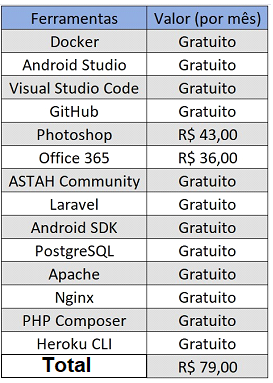 Ferramentas Valor (por mês)
Docker Gratuito
Android Studio Gratuito
Visual Studio Code Gratuito
GitHub Gratuito
Photoshop R$ 43,00
Office 365 R$ 36,00
ASTAH Community Gratuito
Laravel Gratuito
Android SDK Gratuito
PostgreSQL Gratuito
Apache Gratuito
Nginx Gratuito
PHP Composer Gratuito
Heroku CLI Gratuito
Total R$ 79,00